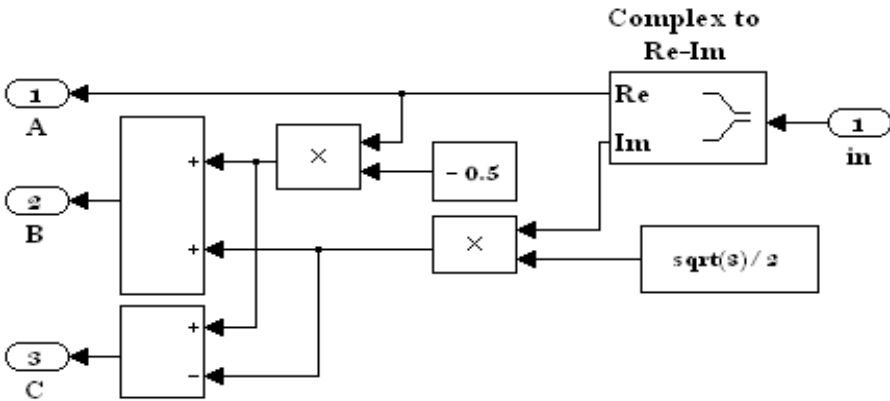 Complex to
Re-Im
1
A
Re
Im
1
in
+
×
- 0.5
2
B
+
×
sqrt(3)/2
+
3
C
-